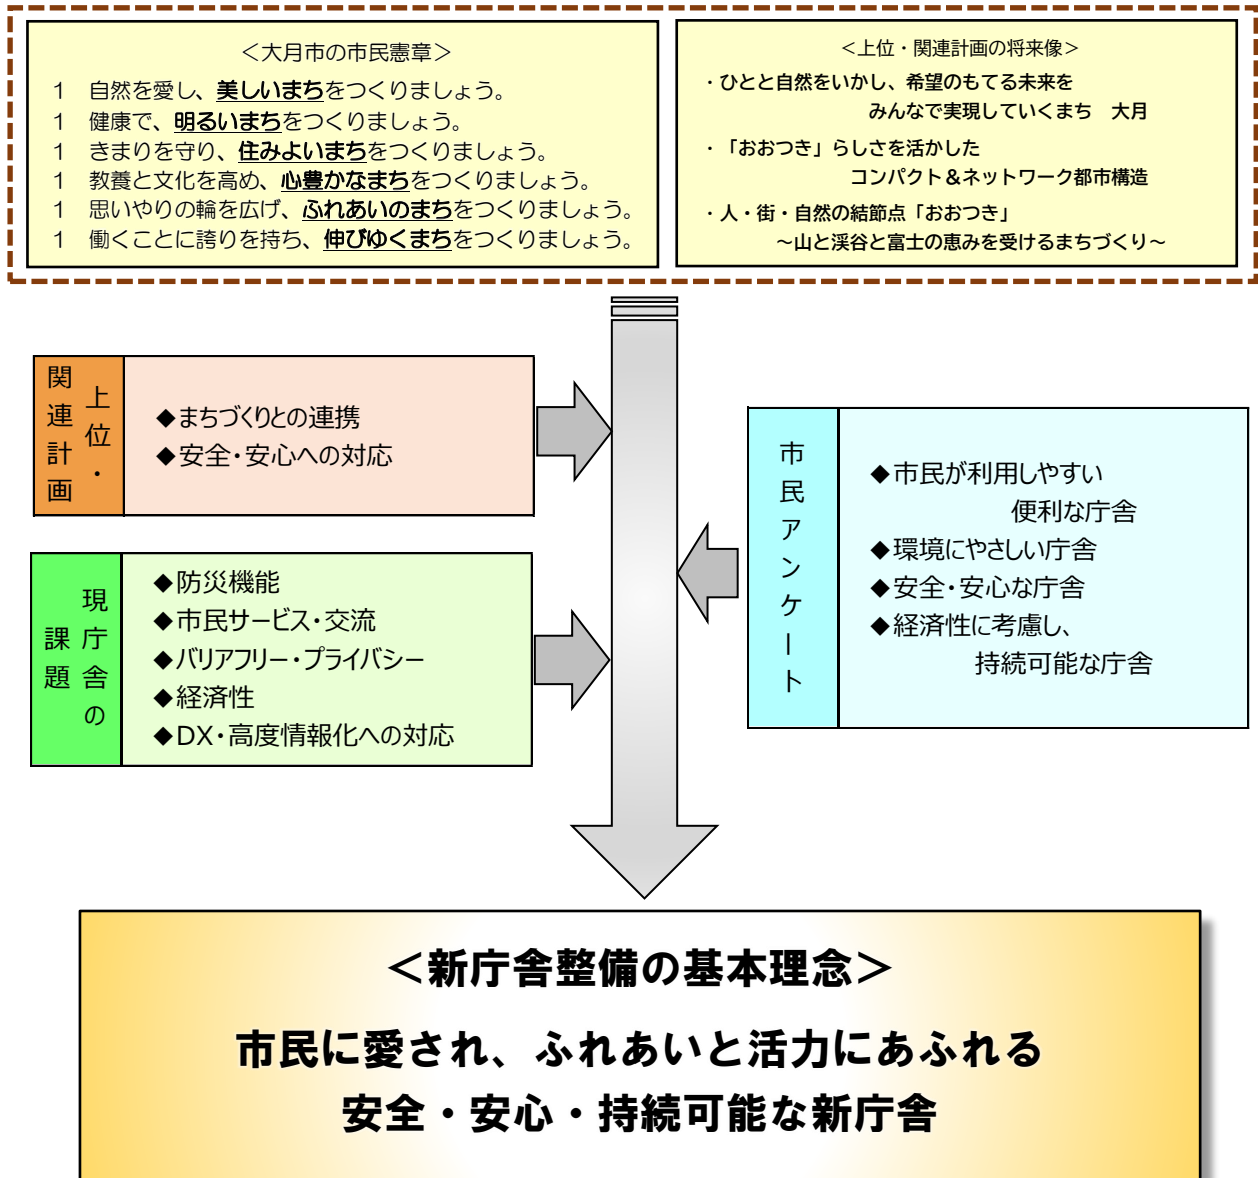 ＜大月市の市民憲章＞
1　自然を愛し、美しいまちをつくりましょう。
1　健康で、明るいまちをつくりましょう。
1　きまりを守り、住みよいまちをつくりましょう。
1　教養と文化を高め、心豊かなまちをつくりましょう。
1　思いやりの輪を広げ、ふれあいのまちをつくりましょう。
1　働くことに誇りを持ち、伸びゆくまちをつくりましょう。
＜上位・関連計画の将来像＞
・ひとと自然をいかし、希望のもてる未来を
みんなで実現していくまち　大月
・「おおつき」らしさを活かした
コンパクト＆ネットワーク都市構造
・人・街・自然の結節点「おおつき」
～山と渓谷と富士の恵みを受けるまちづくり～
上位・
関連計画
◆まちづくりとの連携
◆安全・安心への対応
現庁舎の
課題
◆防災機能
◆市民サービス・交流
◆バリアフリー・プライバシー
◆経済性
◆DX・高度情報化への対応
市民アンケート
◆市民が利用しやすい
便利な庁舎
◆環境にやさしい庁舎
◆安全・安心な庁舎
◆経済性に考慮し、
持続可能な庁舎
＜新庁舎整備の基本理念＞
市民に愛され、ふれあいと活力にあふれる
安全・安心・持続可能な新庁舎